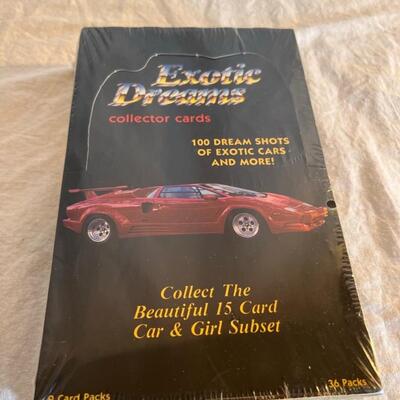 Exotic
Dreams
collector cards
100 DREAM SHOTS
OF EXOTIC CARS
AND MORE!
Collect The
Beautiful 15 Card
Car & Girl Subset
Card Packs
36 Packs